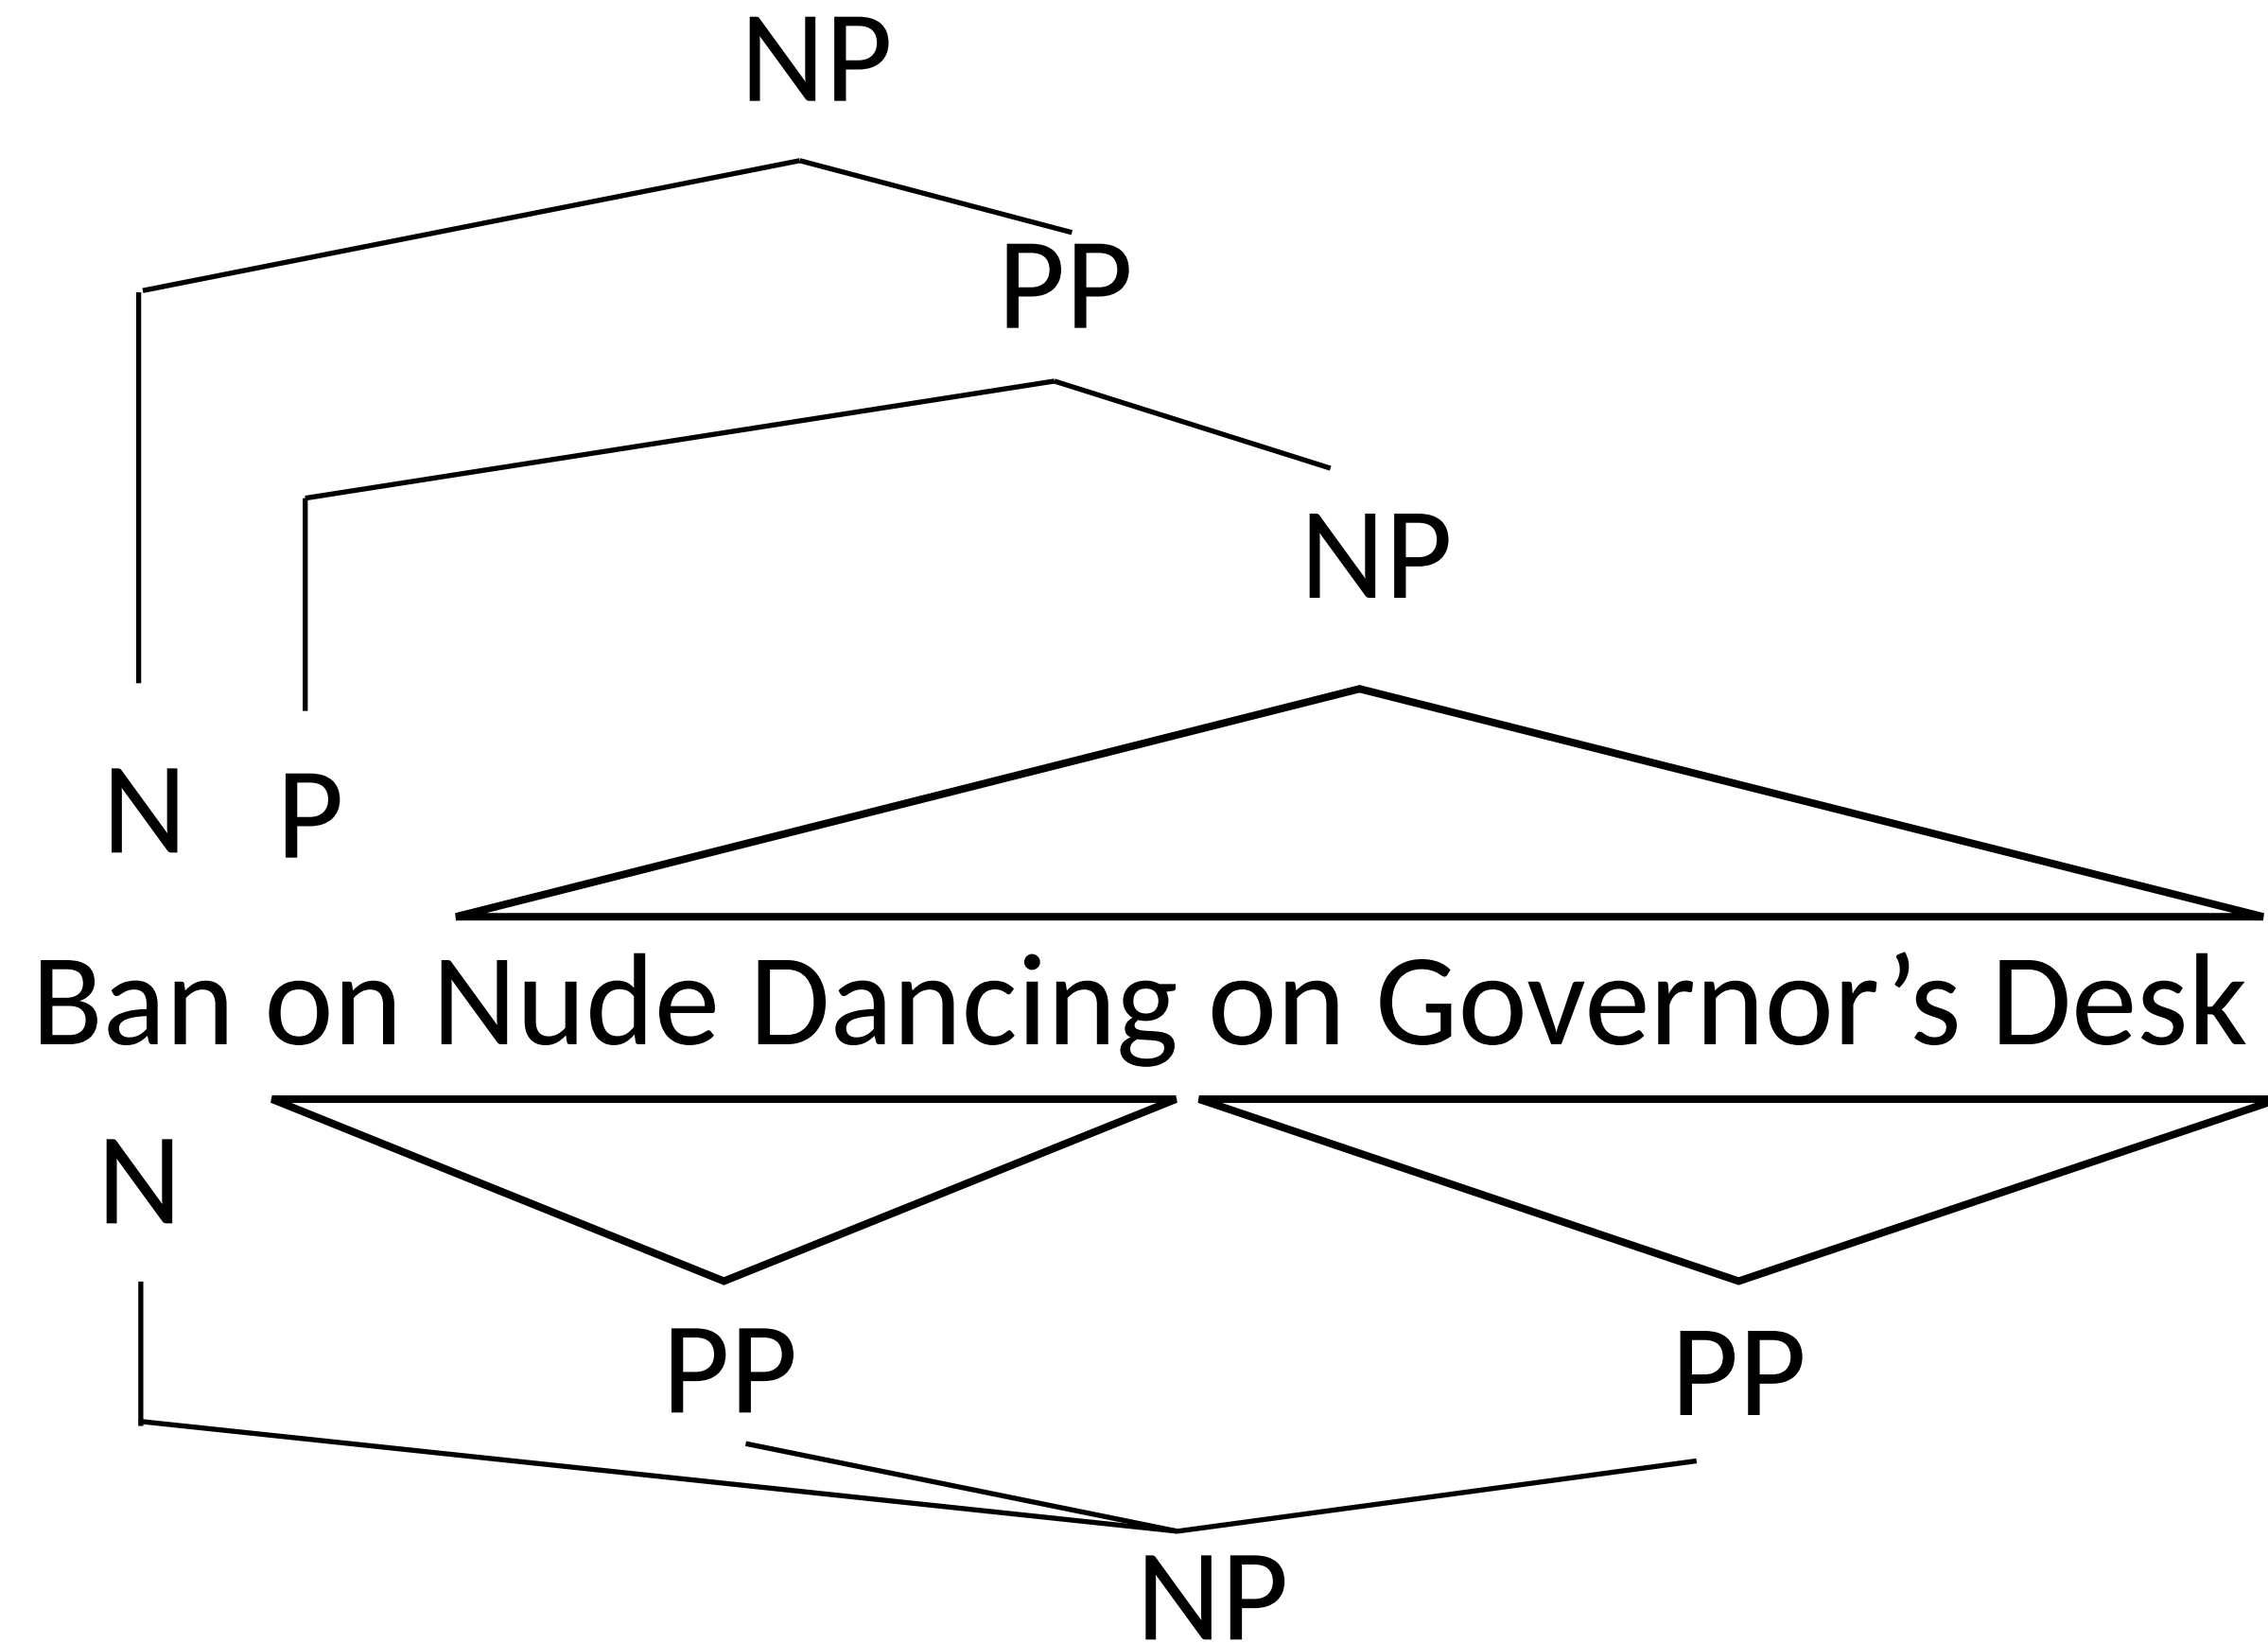 NP
PP
NP
N P
Ban on Nude Dancing on Governor’s Desk
N
PP PP
NP